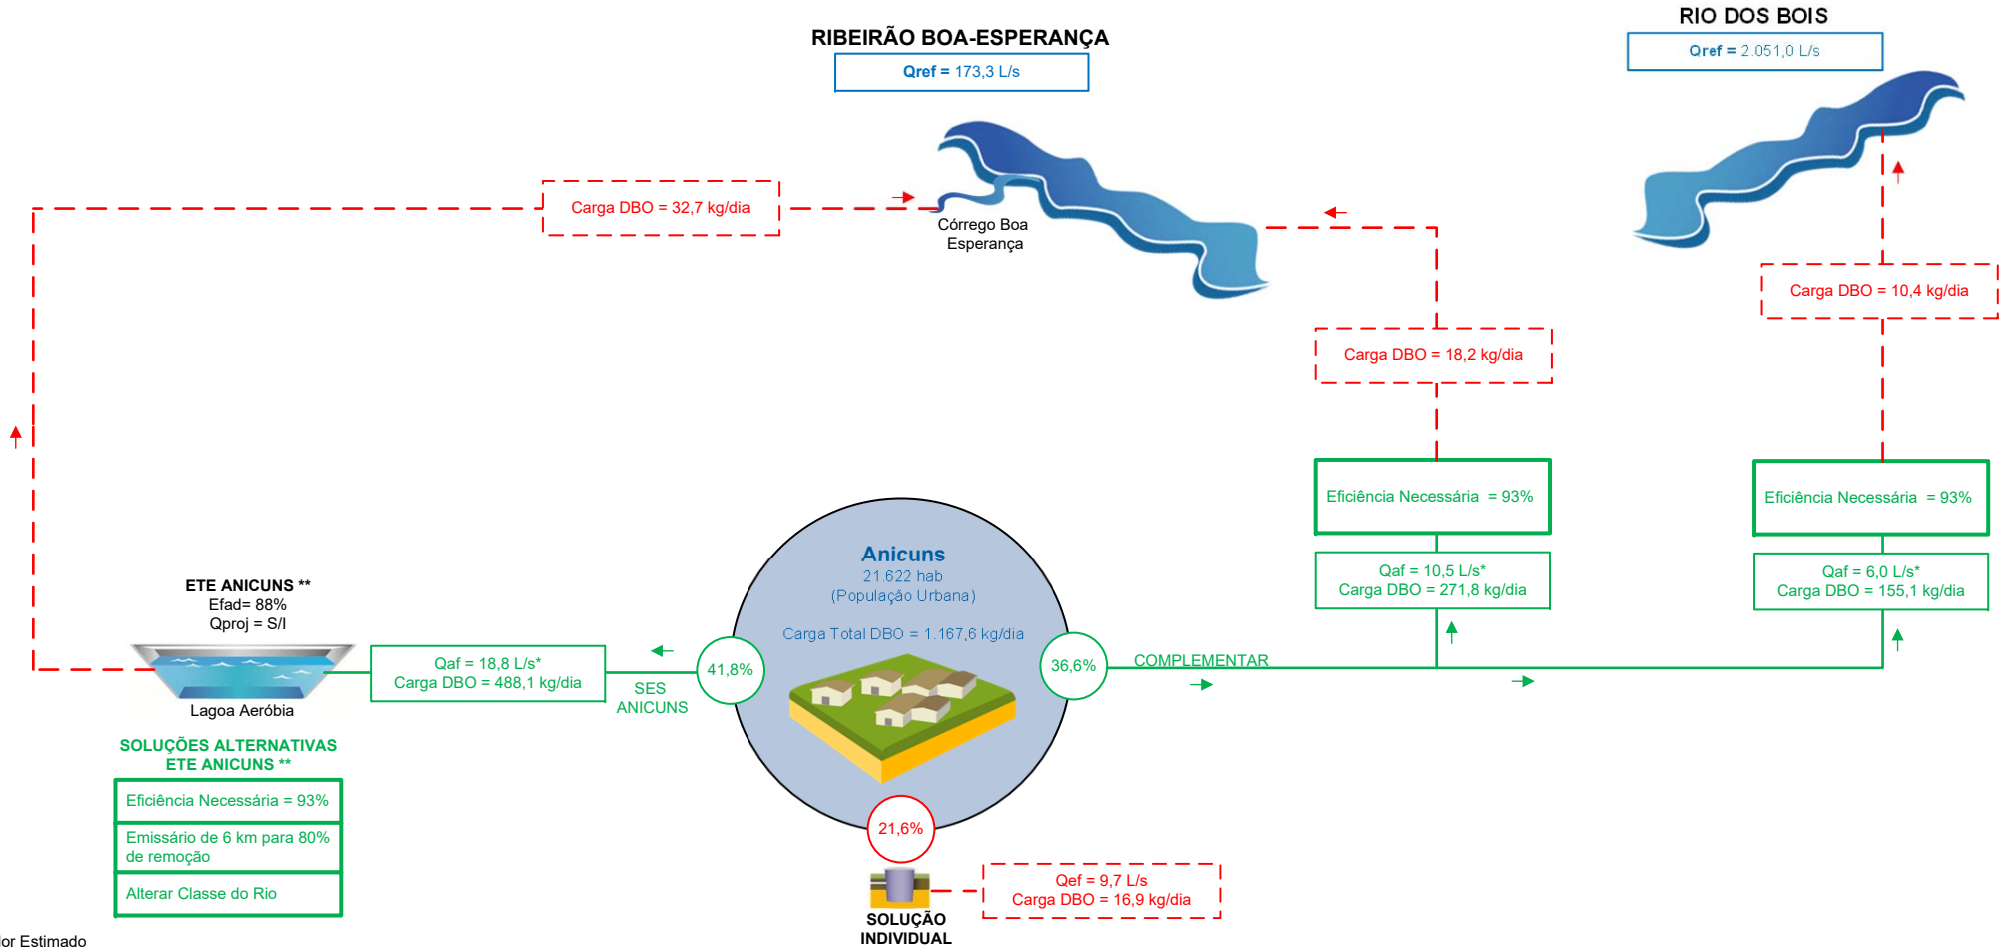 RIO DOS BOIS
Qref = 2.051,0 L/s
RIBEIRÃO BOA-ESPERANÇA
Qref = 173,3 L/s
Carga DBO = 32,7 kg/dia
Córrego Boa
Esperança
Carga DBO = 10,4 kg/dia
Carga DBO = 18,2 kg/dia
Eficiência Necessária = 93%
Eficiência Necessária = 93%
Qaf = 10,5 L/s*
Carga DBO = 271,8 kg/dia
Qaf = 6,0 L/s*
Carga DBO = 155,1 kg/dia
Anicuns
21.622 hab
(População Urbana)
Carga Total DBO = 1.167,6 kg/dia
ETE ANICUNS **
Efad= 88%
Qproj = S/I
Lagoa Aeróbia
Qaf = 18,8 L/s*
Carga DBO = 488,1 kg/dia
SES
ANICUNS
41,8%
36,6%
COMPLEMENTAR
SOLUÇÕES ALTERNATIVAS
ETE ANICUNS **
Eficiência Necessária = 93%
Emissário de 6 km para 80%
de remoção
Alterar Classe do Rio
21,6%
Qef = 9,7 L/s
Carga DBO = 16,9 kg/dia
SOLUÇÃO
INDIVIDUAL
lor Estimado